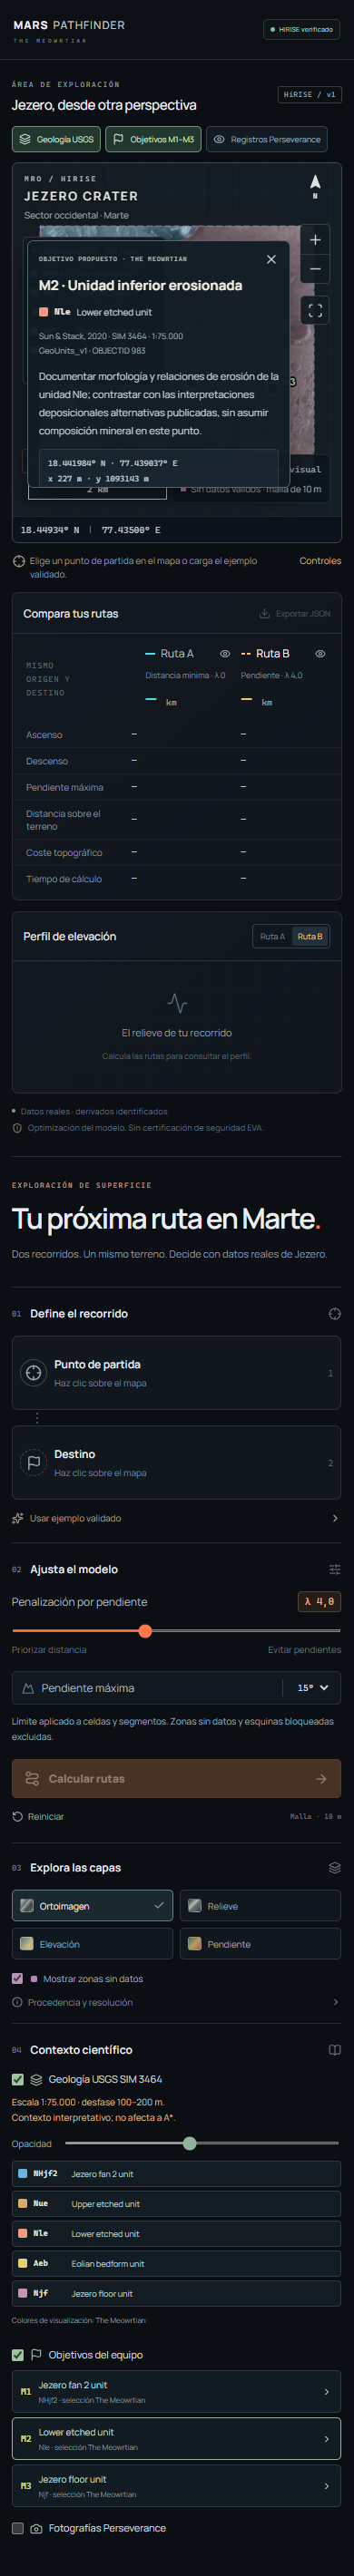 MARS PATHFINDER
THE MEOWRTIAN
HiRISE verificado
ÁREA DE EXPLORACIÓN
Jezero, desde otra perspectiva
HiRISE / v1
Geología USGS
Objetivos M1–M3
Registros Perseverance
MRO / HIRISE
JEZERO CRATER
Sector occidental · Marte
N
OBJETIVO PROPUESTO · THE MEOWRTIAN
M2 · Unidad inferior erosionada
Nle Lower etched unit
Sun & Stack, 2020 · SIM 3464 · 1:75.000
GeoUnits_v1 · OBJECTID 983
Documentar morfología y relaciones de erosión de la
unidad Nle; contrastar con las interpretaciones
deposicionales alternativas publicadas, sin asumir
composición mineral en este punto.
18.441984° N · 77.439037° E
x 227 m · y 1093143 m
2 km
visual
Sin datos válidos · malla de 10 m
18.44934° N | 77.43500° E
Elige un punto de partida en el mapa o carga el ejemplo
validado.
Controles
Compara tus rutas
Exportar JSON
MISMO
ORIGEN Y
DESTINO
Ruta A
Distancia mínima · λ 0
— km
Ruta B
Pendiente · λ 4,0
— km
Ascenso — —
Descenso — —
Pendiente máxima — —
Distancia sobre el
terreno — —
Coste topográfico — —
Tiempo de cálculo — —
Perfil de elevación
Ruta A Ruta B
El relieve de tu recorrido
Calcula las rutas para consultar el perfil.
Datos reales · derivados identificados
Optimización del modelo. Sin certificación de seguridad EVA.
EXPLORACIÓN DE SUPERFICIE
Tu próxima ruta en Marte.
Dos recorridos. Un mismo terreno. Decide con datos reales de Jezero.
01 Define el recorrido
Punto de partida
Haz clic sobre el mapa
1
Destino
Haz clic sobre el mapa
2
Usar ejemplo validado
02 Ajusta el modelo
Penalización por pendiente
λ 4,0
Priorizar distancia
Evitar pendientes
Pendiente máxima
15°
Límite aplicado a celdas y segmentos. Zonas sin datos y esquinas bloqueadas
excluidas.
Calcular rutas
Reiniciar
Malla · 10 m
03 Explora las capas
Ortoimagen
Relieve
Elevación
Pendiente
Mostrar zonas sin datos
Procedencia y resolución
04 Contexto científico
Geología USGS SIM 3464
Escala 1:75.000 · desfase 100–200 m.
Contexto interpretativo; no afecta a A*.
Opacidad
NHjf2 Jezero fan 2 unit
Nue Upper etched unit
Nle Lower etched unit
Aeb Eolian bedform unit
Njf Jezero floor unit
Colores de visualización: The Meowrtian
Objetivos del equipo
M1 Jezero fan 2 unit
NHjf2 · selección The Meowrtian
M2 Lower etched unit
Nle · selección The Meowrtian
M3 Jezero floor unit
Njf · selección The Meowrtian
Fotografías Perseverance